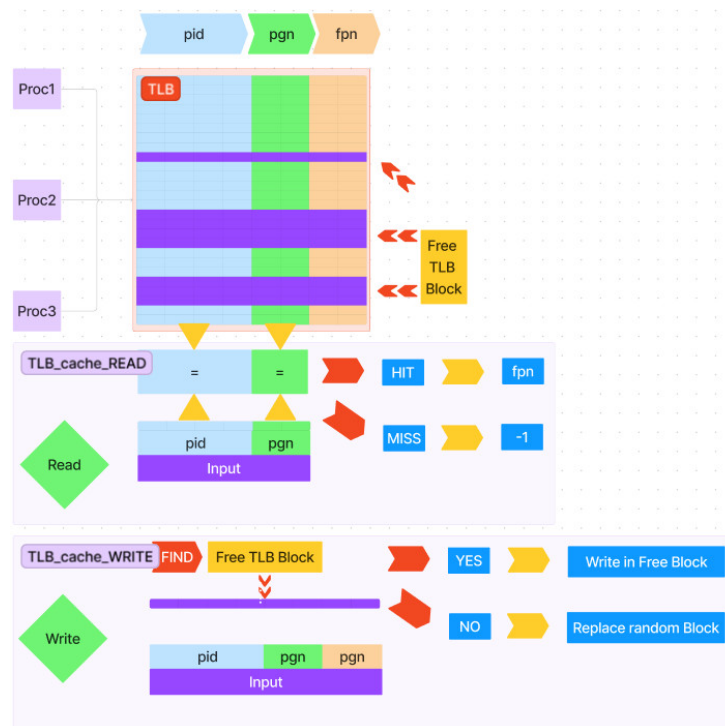 pid pgn fpn
Proc1
TLB
Proc2
Free
TLB
Block
Proc3
TLB_cache_READ
= =
HIT fpn
pid pgn
MISS -1
Read
Input
TLB_cache_WRITE FIND Free TLB Block
YES Write in Free Block
NO Replace random Block
Write
pid pgn pgn
Input